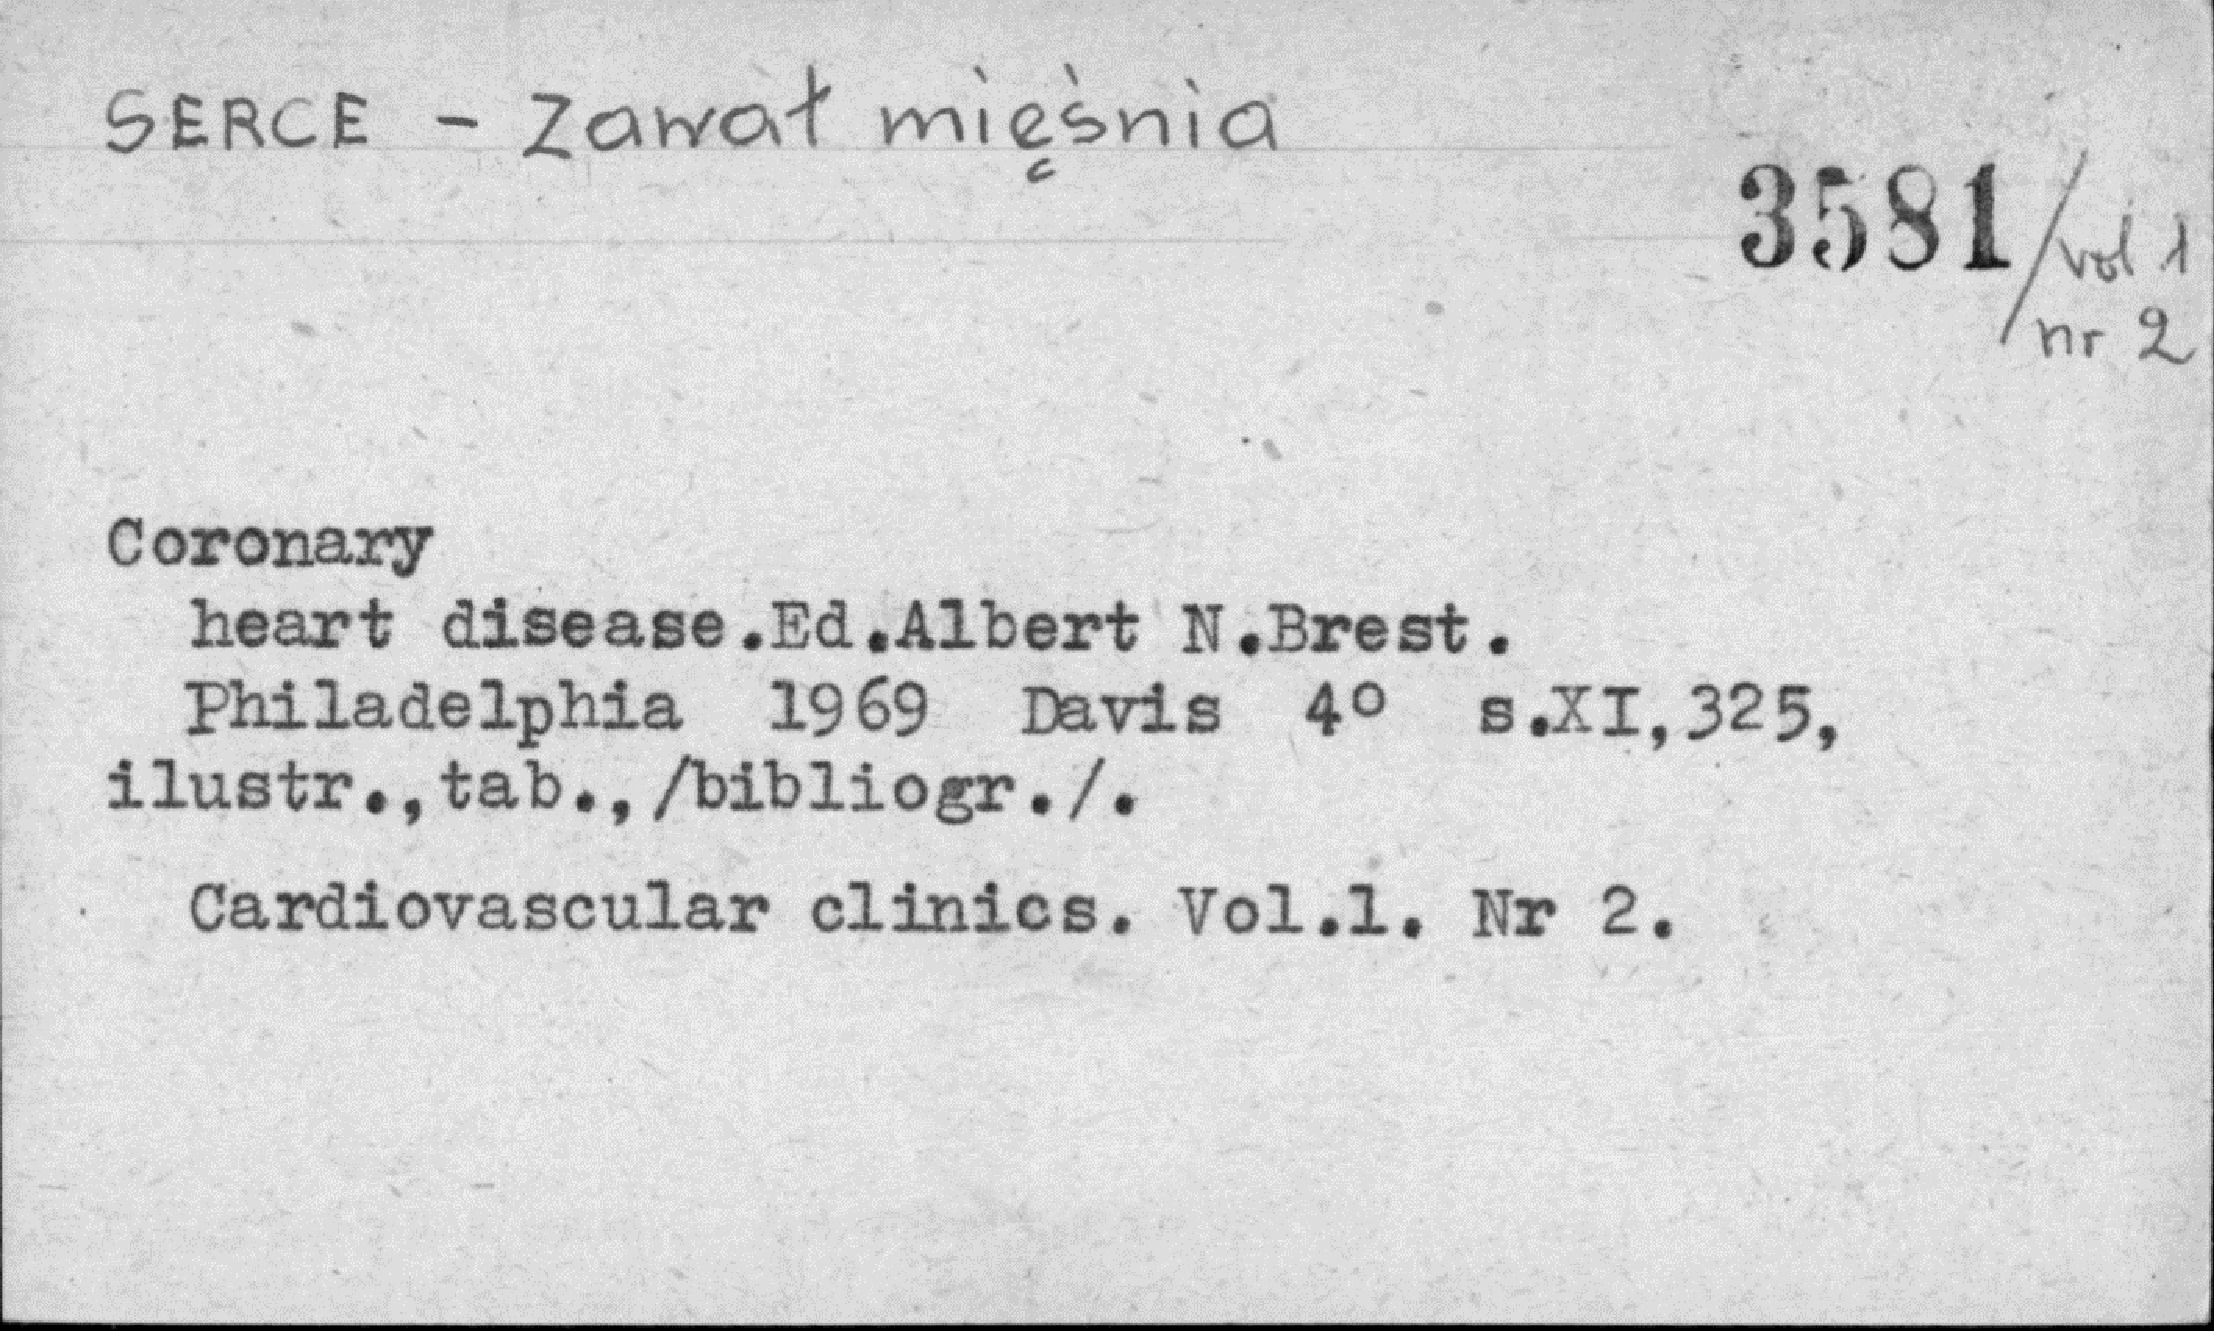 SERCE - Zawał mięśnia
3581/vol 1
nr 2
Coronary
heart disease.Ed.Albert N.Brest.
Philadelphia 1969 Davis 4° s.XI,325,
ilustr.,tab.,/bibliogr./.
Cardiovascular clinics. Vol.1. Nr 2.